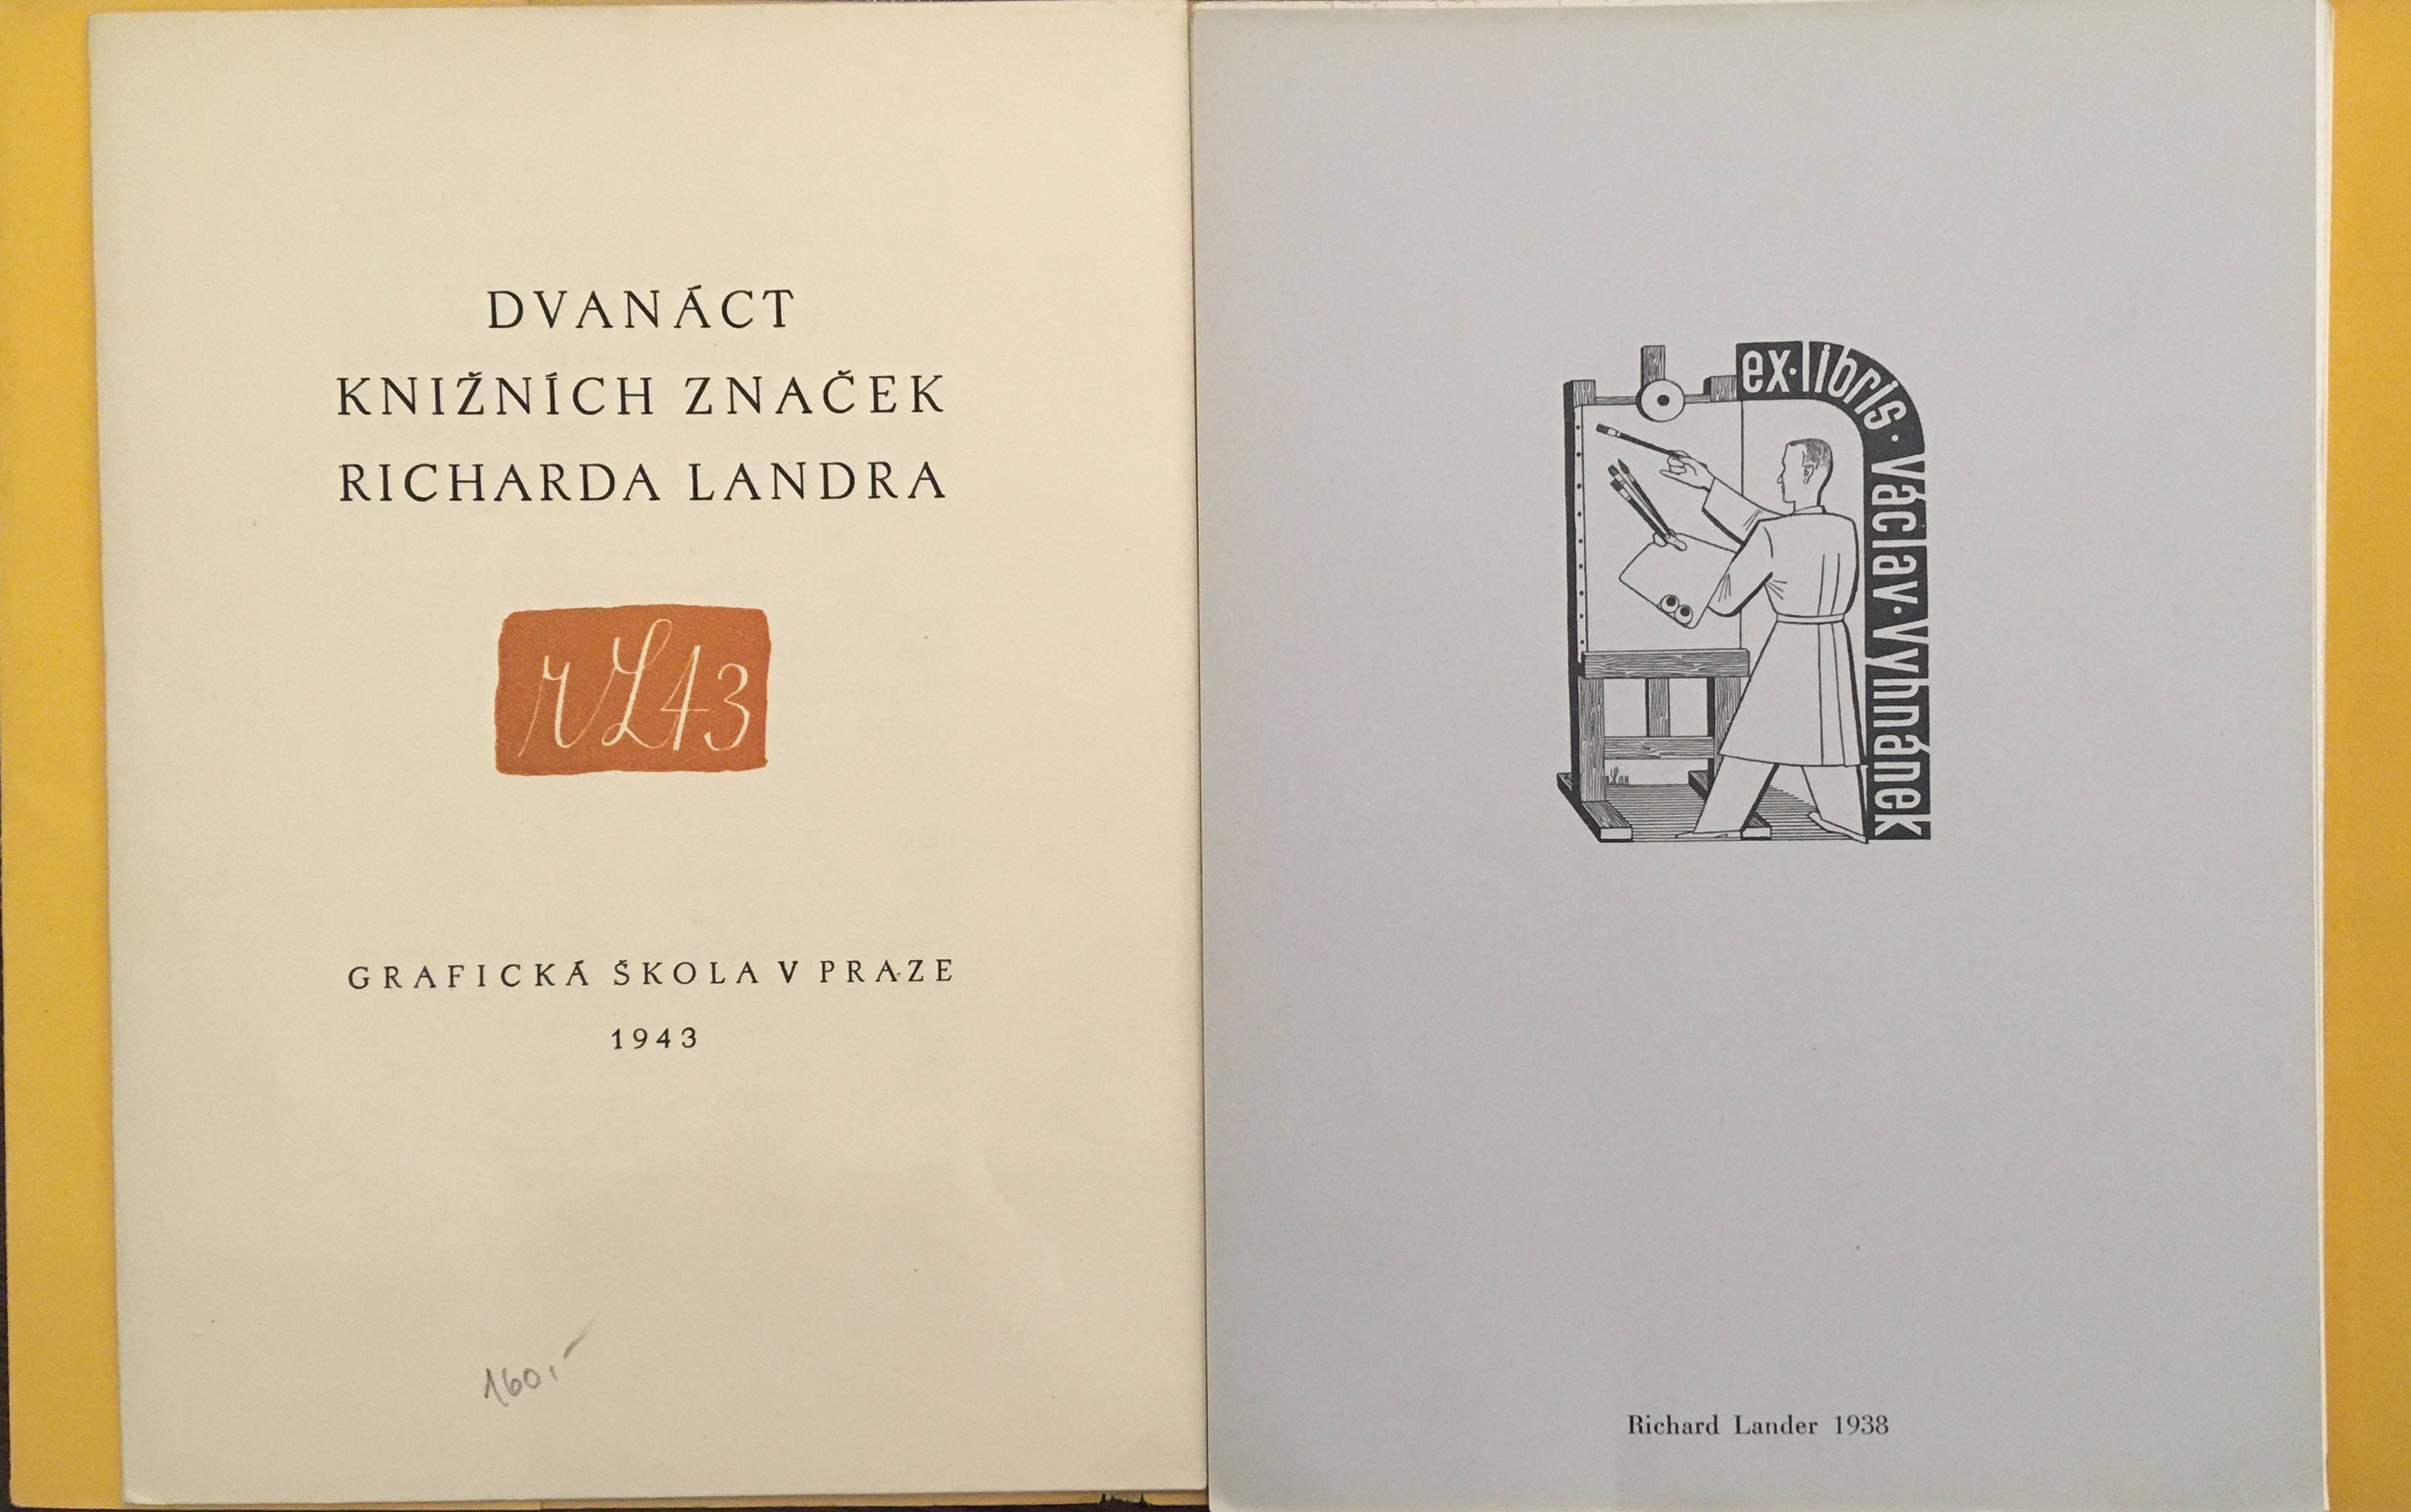 DVANÁCT
KNIŽNÍCH ZNAČEK
RICHARDA LANDRA
rL43
GRAFICKÁ ŠKOLA V PRAZE
1943
160,-
ex·libris·václav·vyhnánek
Richard Lander 1938